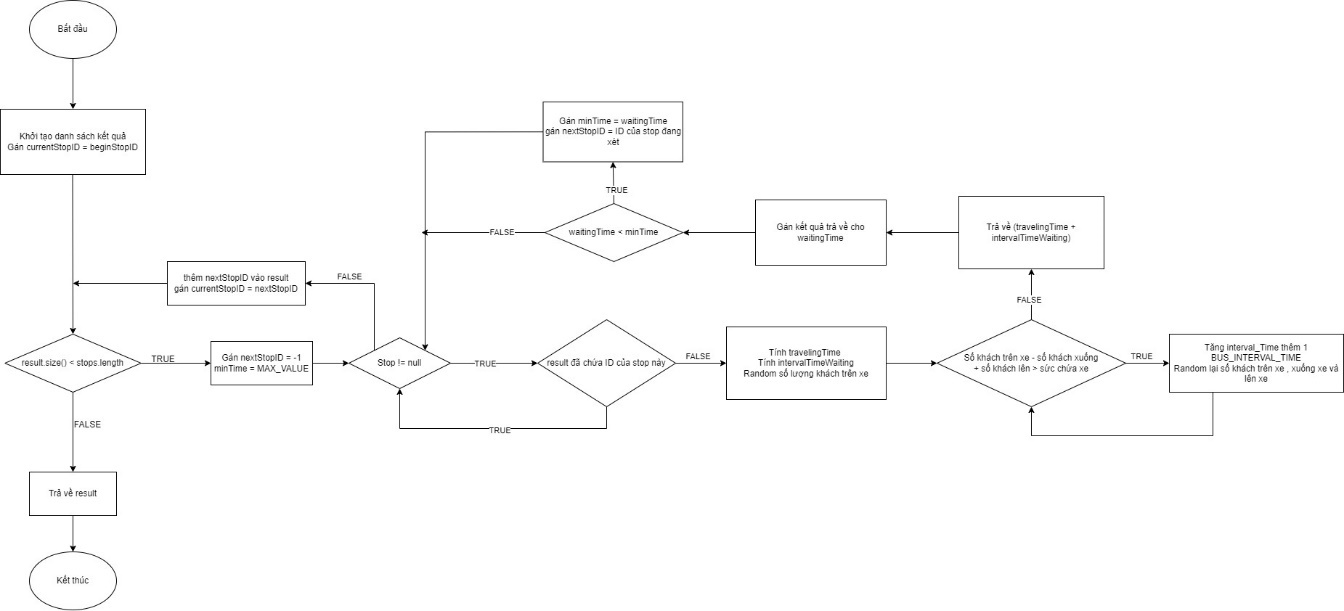 Bắt đầu
Khởi tạo danh sách kết quả
Gán currentStopID = beginStopID
result.size() < stops.length
TRUE
FALSE
Trả về result
Kết thúc
thêm nextStopID vào result
gán currentStopID = nextStopID
FALSE
Gán nextStopID = -1
minTime = MAX_VALUE
Stop != null
TRUE
result đã chứa ID của stop này
TRUE
FALSE
Tính travelingTime
Tính intervalTimeWaiting
Random số lượng khách trên xe
Số khách trên xe - số khách xuống
+ số khách lên > sức chứa xe
TRUE
Tăng interval_Time thêm 1
BUS_INTERVAL_TIME
Random lại số khách trên xe , xuống xe và
lên xe
FALSE
Trả về (travelingTime +
intervalTimeWaiting)
Gán kết quả trả về cho
waitingTime
waitingTime < minTime
FALSE
TRUE
Gán minTime = waitingTime
gán nextStopID = ID của stop đang
xét